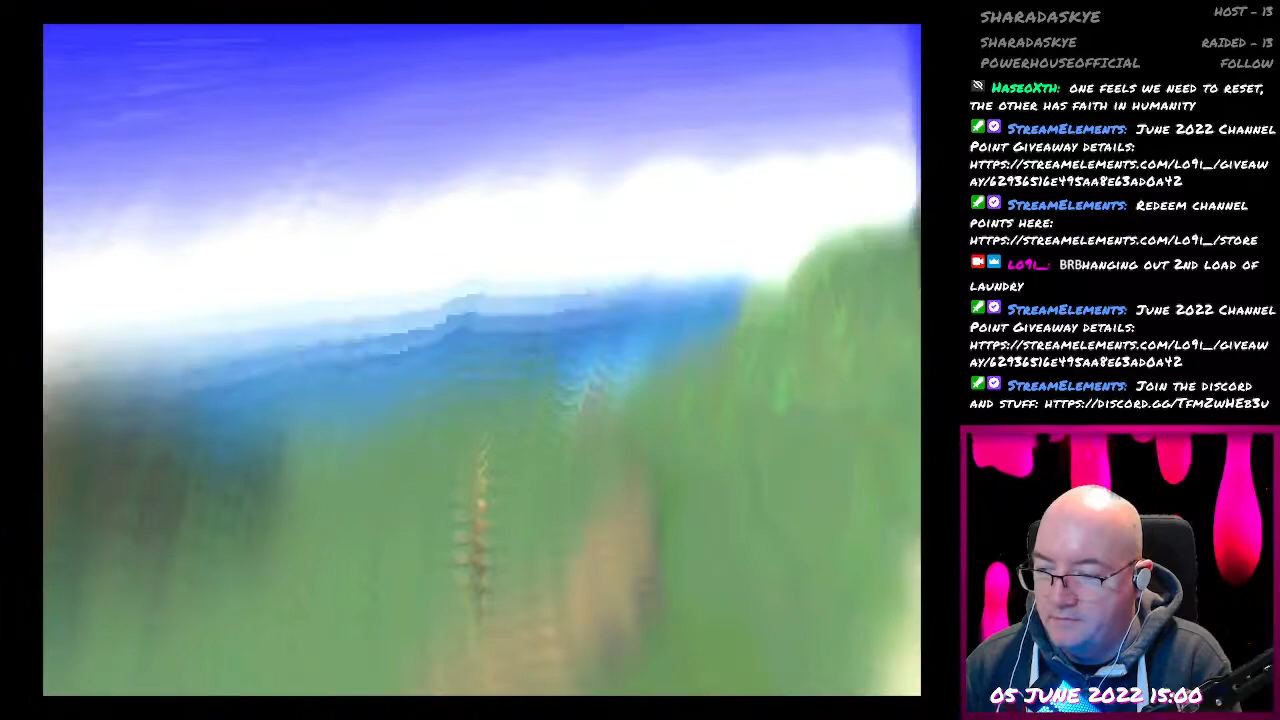 SHARADASKYE HOST - 13
SHARADASKYE RAIDED - 13
POWERHOUSEOFFICIAL FOLLOW
HaseoXth: ONE FEELS WE NEED TO RESET,
THE OTHER HAS FAITH IN HUMANITY
StreamElements: June 2022 Channel
Point Giveaway details:
https://streamelements.com/lo9i_/giveaw
ay/62936516e495aa8e63ad0a42
StreamElements: Redeem channel
points here:
https://streamelements.com/lo9i_/store
lo9i_: BRBhanging out 2nd load of
laundry
StreamElements: June 2022 Channel
Point Giveaway details:
https://streamelements.com/lo9i_/giveaw
ay/62936516e495aa8e63ad0a42
StreamElements: Join the discord
and stuff: https://discord.gg/TfmZwHEb3u
05 JUNE 2022 15:00